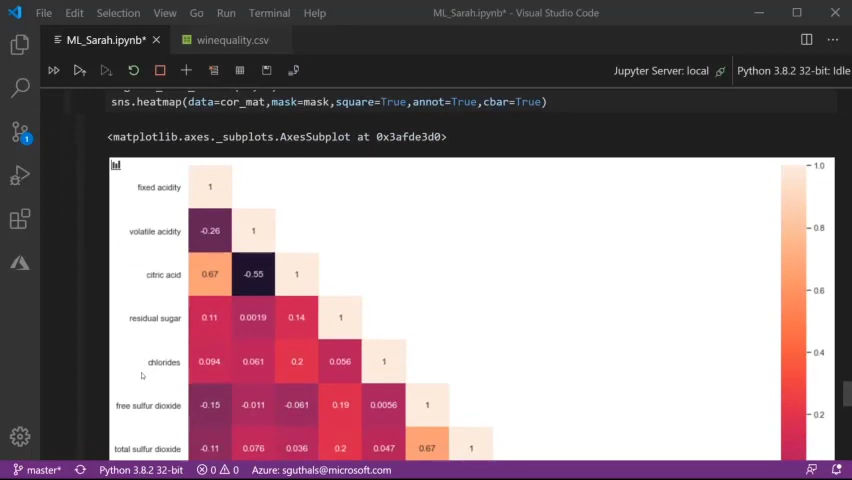 File Edit Selection View Go Run Terminal Help ML_Sarah.ipynb* - Visual Studio Code
ML_Sarah.ipynb* winequality.csv
Jupyter Server: local Python 3.8.2 32-bit: Idle
sns.heatmap(data=cor_mat,mask=mask,square=True,annot=True,cbar=True)
<matplotlib.axes._subplots.AxesSubplot at 0x3afde3d0>
1.0
fixed acidity 1
0.8
volatile acidity -0.26 1
citric acid 0.67 -0.55 1
0.6
residual sugar 0.11 0.0019 0.14 1
0.4
chlorides 0.094 0.061 0.2 0.056 1
free sulfur dioxide -0.15 -0.011 -0.061 0.19 0.0056 1
0.2
total sulfur dioxide -0.11 0.076 0.036 0.2 0.047 0.67 1
1
master* Python 3.8.2 32-bit 0 0 Azure: sguthals@microsoft.com